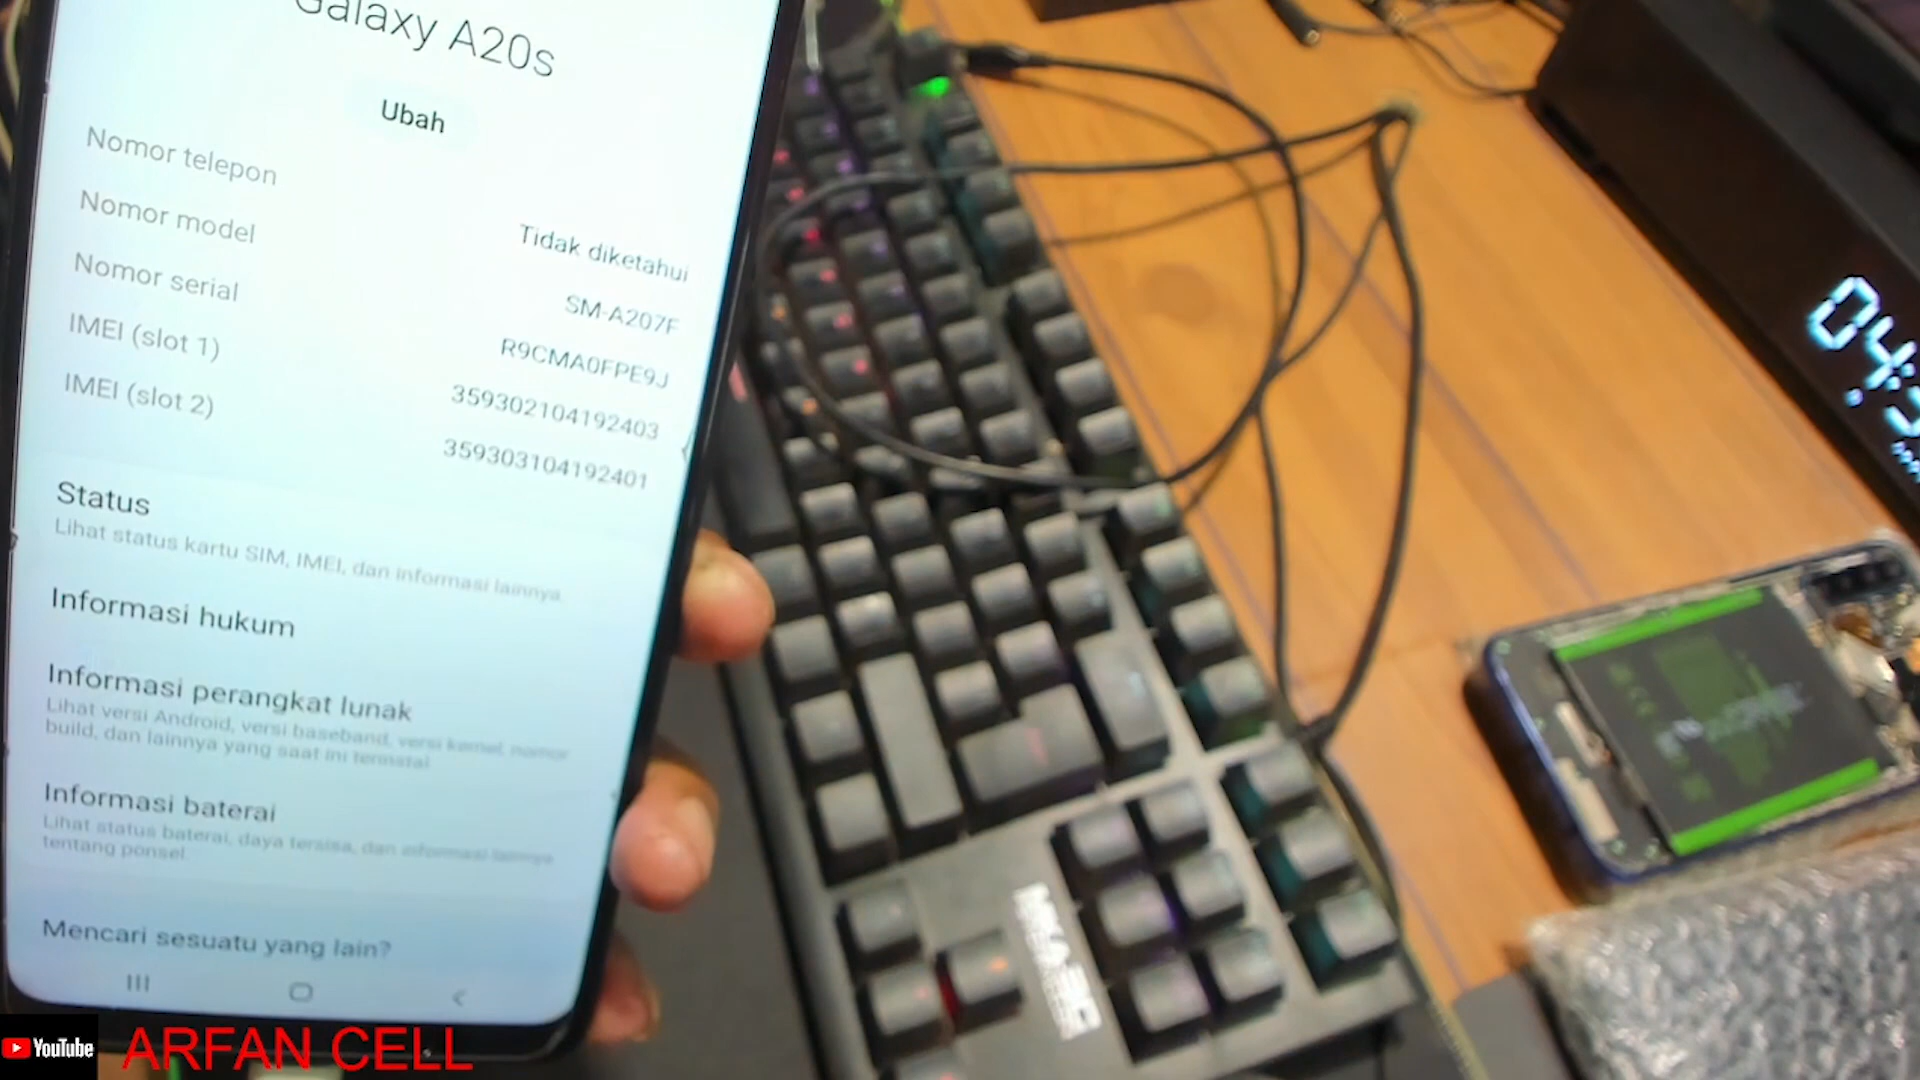 Galaxy A20s
Ubah
Nomor telepon
Tidak diketahui
Nomor model
SM-A207F
Nomor serial
R9CMA0FPE9J
IMEI (slot 1)
359302104192403
IMEI (slot 2)
359303104192401
Status
Lihat status kartu SIM, IMEI, dan informasi lainnya.
Informasi hukum
Informasi perangkat lunak
Lihat versi Android, versi baseband, versi kernel, nomor
build, dan lainnya yang saat ini terinstal.
Informasi baterai
Lihat status baterai, daya tersisa, dan informasi lainnya
tentang ponsel.
Mencari sesuatu yang lain?
04:
YouTube
ARFAN CELL